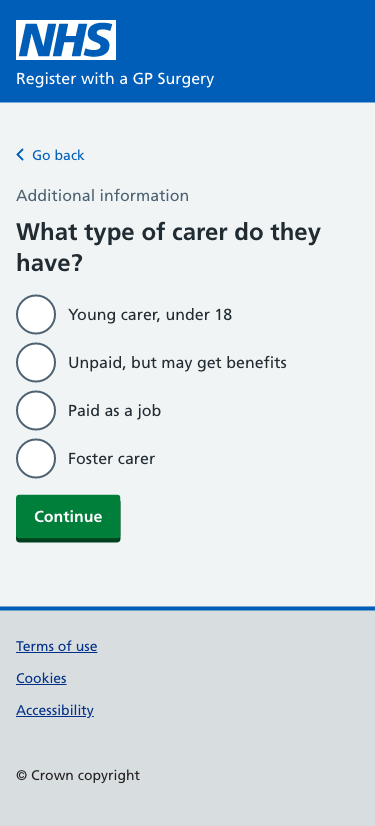 NHS
Register with a GP Surgery
Go back
Additional information
What type of carer do they
have?
Young carer, under 18
Unpaid, but may get benefits
Paid as a job
Foster carer
Continue
Terms of use
Cookies
Accessibility
© Crown copyright